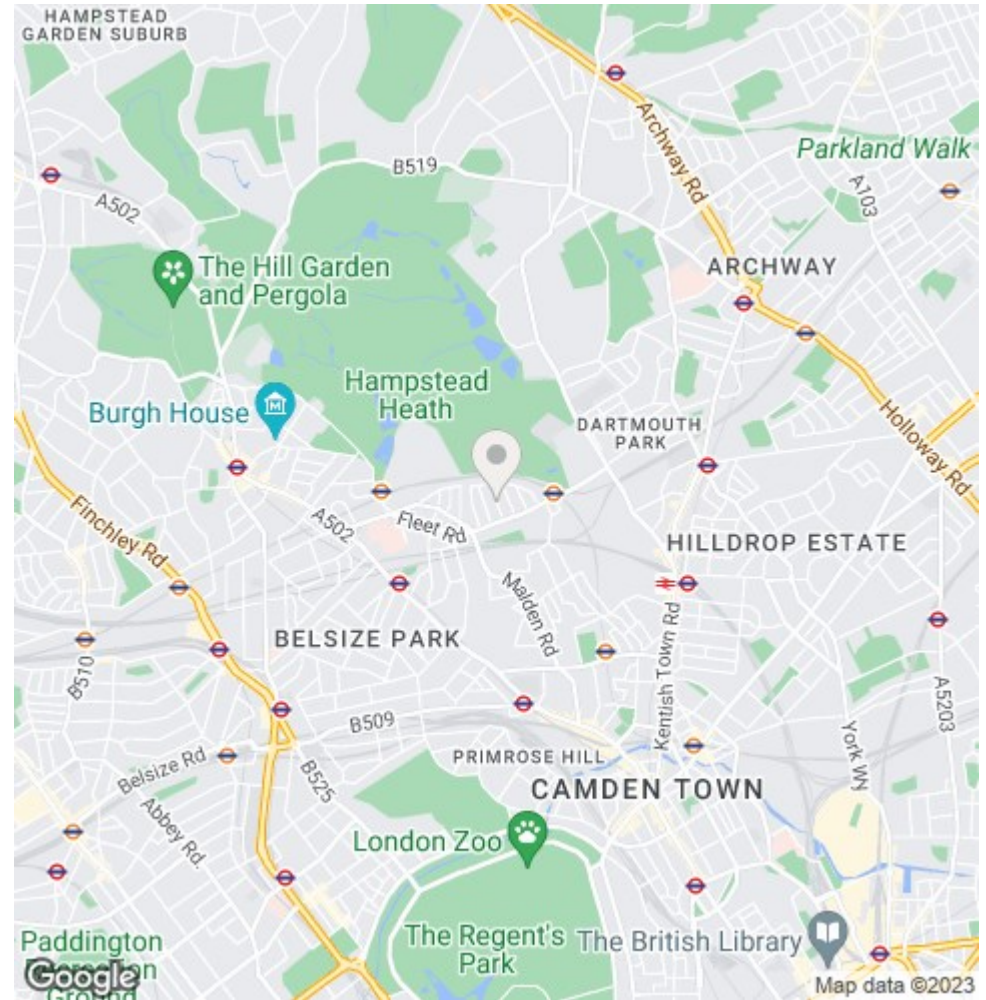 HAMPSTEAD
GARDEN SUBURB
B519
Archway Rd
Parkland Walk
A103
A502
The Hill Garden
and Pergola
ARCHWAY
Hampstead
Heath
Burgh House
DARTMOUTH
PARK
Holloway Rd
Finchley Rd
A502
Fleet Rd
HILLDROP ESTATE
Malden Rd
BELSIZE PARK
Kentish Town Rd
B510
A5203
B509
York Wy
PRIMROSE HILL
Belsize Rd
B525
CAMDEN TOWN
Abbey Rd.
London Zoo
The Regent's
Park
The British Library
Paddington
Ground
Google
Map data ©2023